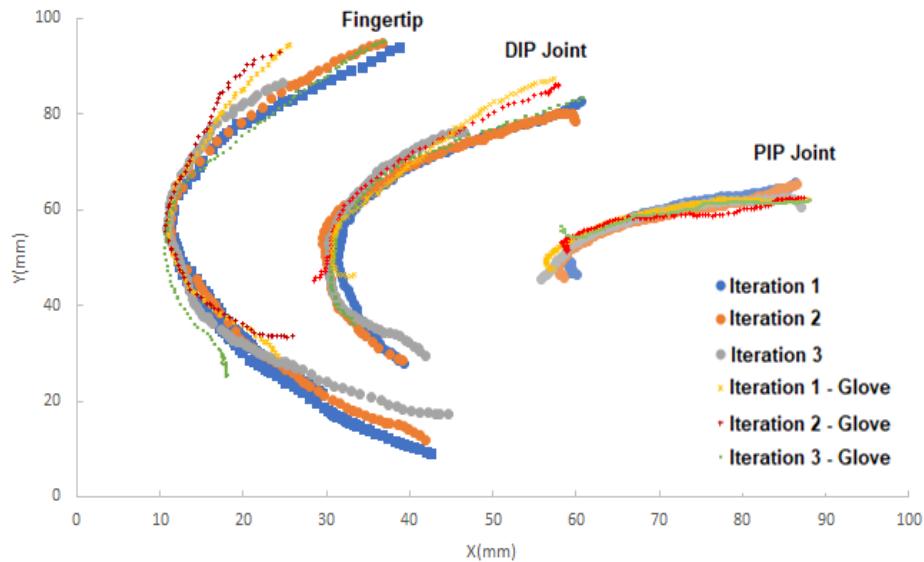 100
Fingertip
DIP Joint
80
PIP Joint
60
Y(mm)
40
20
0
Iteration 1
Iteration 2
Iteration 3
Iteration 1 - Glove
Iteration 2 - Glove
Iteration 3 - Glove
0 10 20 30 40 50 60 70 80 90 100
X(mm)